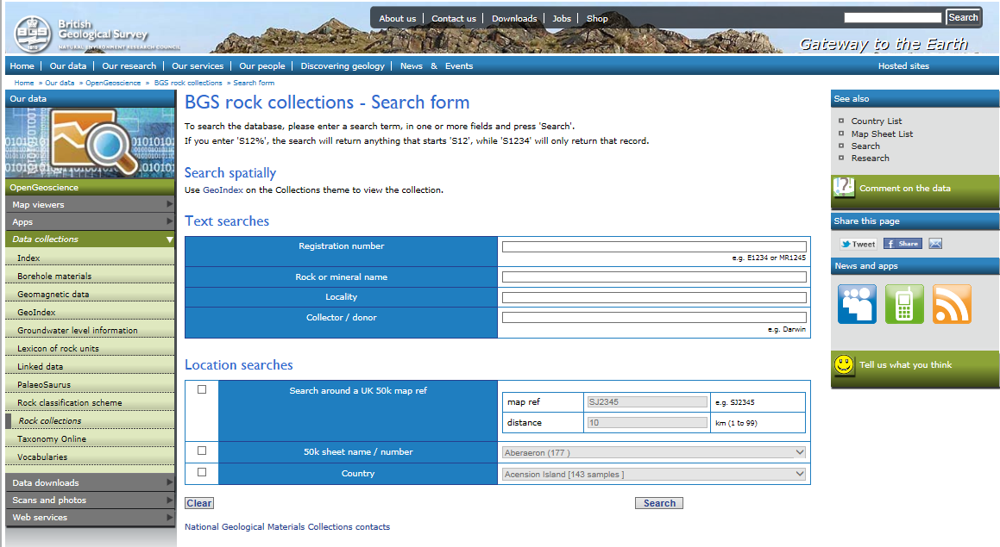 About us | Contact us | Downloads | Jobs | Shop
Search
BGS
British
Geological Survey
NATURAL ENVIRONMENT RESEARCH COUNCIL
Gateway to the Earth
Home | Our data | Our research | Our services | Our people | Discovering geology | News & Events
Hosted sites
Home » Our data » OpenGeoscience » BGS rock collections » Search form
Our data
OpenGeoscience
Map viewers
Apps
Data collections
Index
Borehole materials
Geomagnetic data
GeoIndex
Groundwater level information
Lexicon of rock units
Linked data
PalaeoSaurus
Rock classification scheme
Rock collections
Taxonomy Online
Vocabularies
Data downloads
Scans and photos
Web services
BGS rock collections - Search form
To search the database, please enter a search term, in one or more fields and press 'Search'.
If you enter 'S12%', the search will return anything that starts 'S12', while 'S1234' will only return that record.
Search spatially
Use GeoIndex on the Collections theme to view the collection.
Text searches
Registration number
e.g. E1234 or MR1245
Rock or mineral name
Locality
Collector / donor
e.g. Darwin
Location searches
Search around a UK 50k map ref
map ref SJ2345 e.g. SJ2345
distance 10 km (1 to 99)
50k sheet name / number Aberaeron (177 )
Country Acension Island [143 samples ]
Clear Search
National Geological Materials Collections contacts
See also
Country List
Map Sheet List
Search
Research
Comment on the data
Share this page
Tweet f Share
News and apps
Tell us what you think